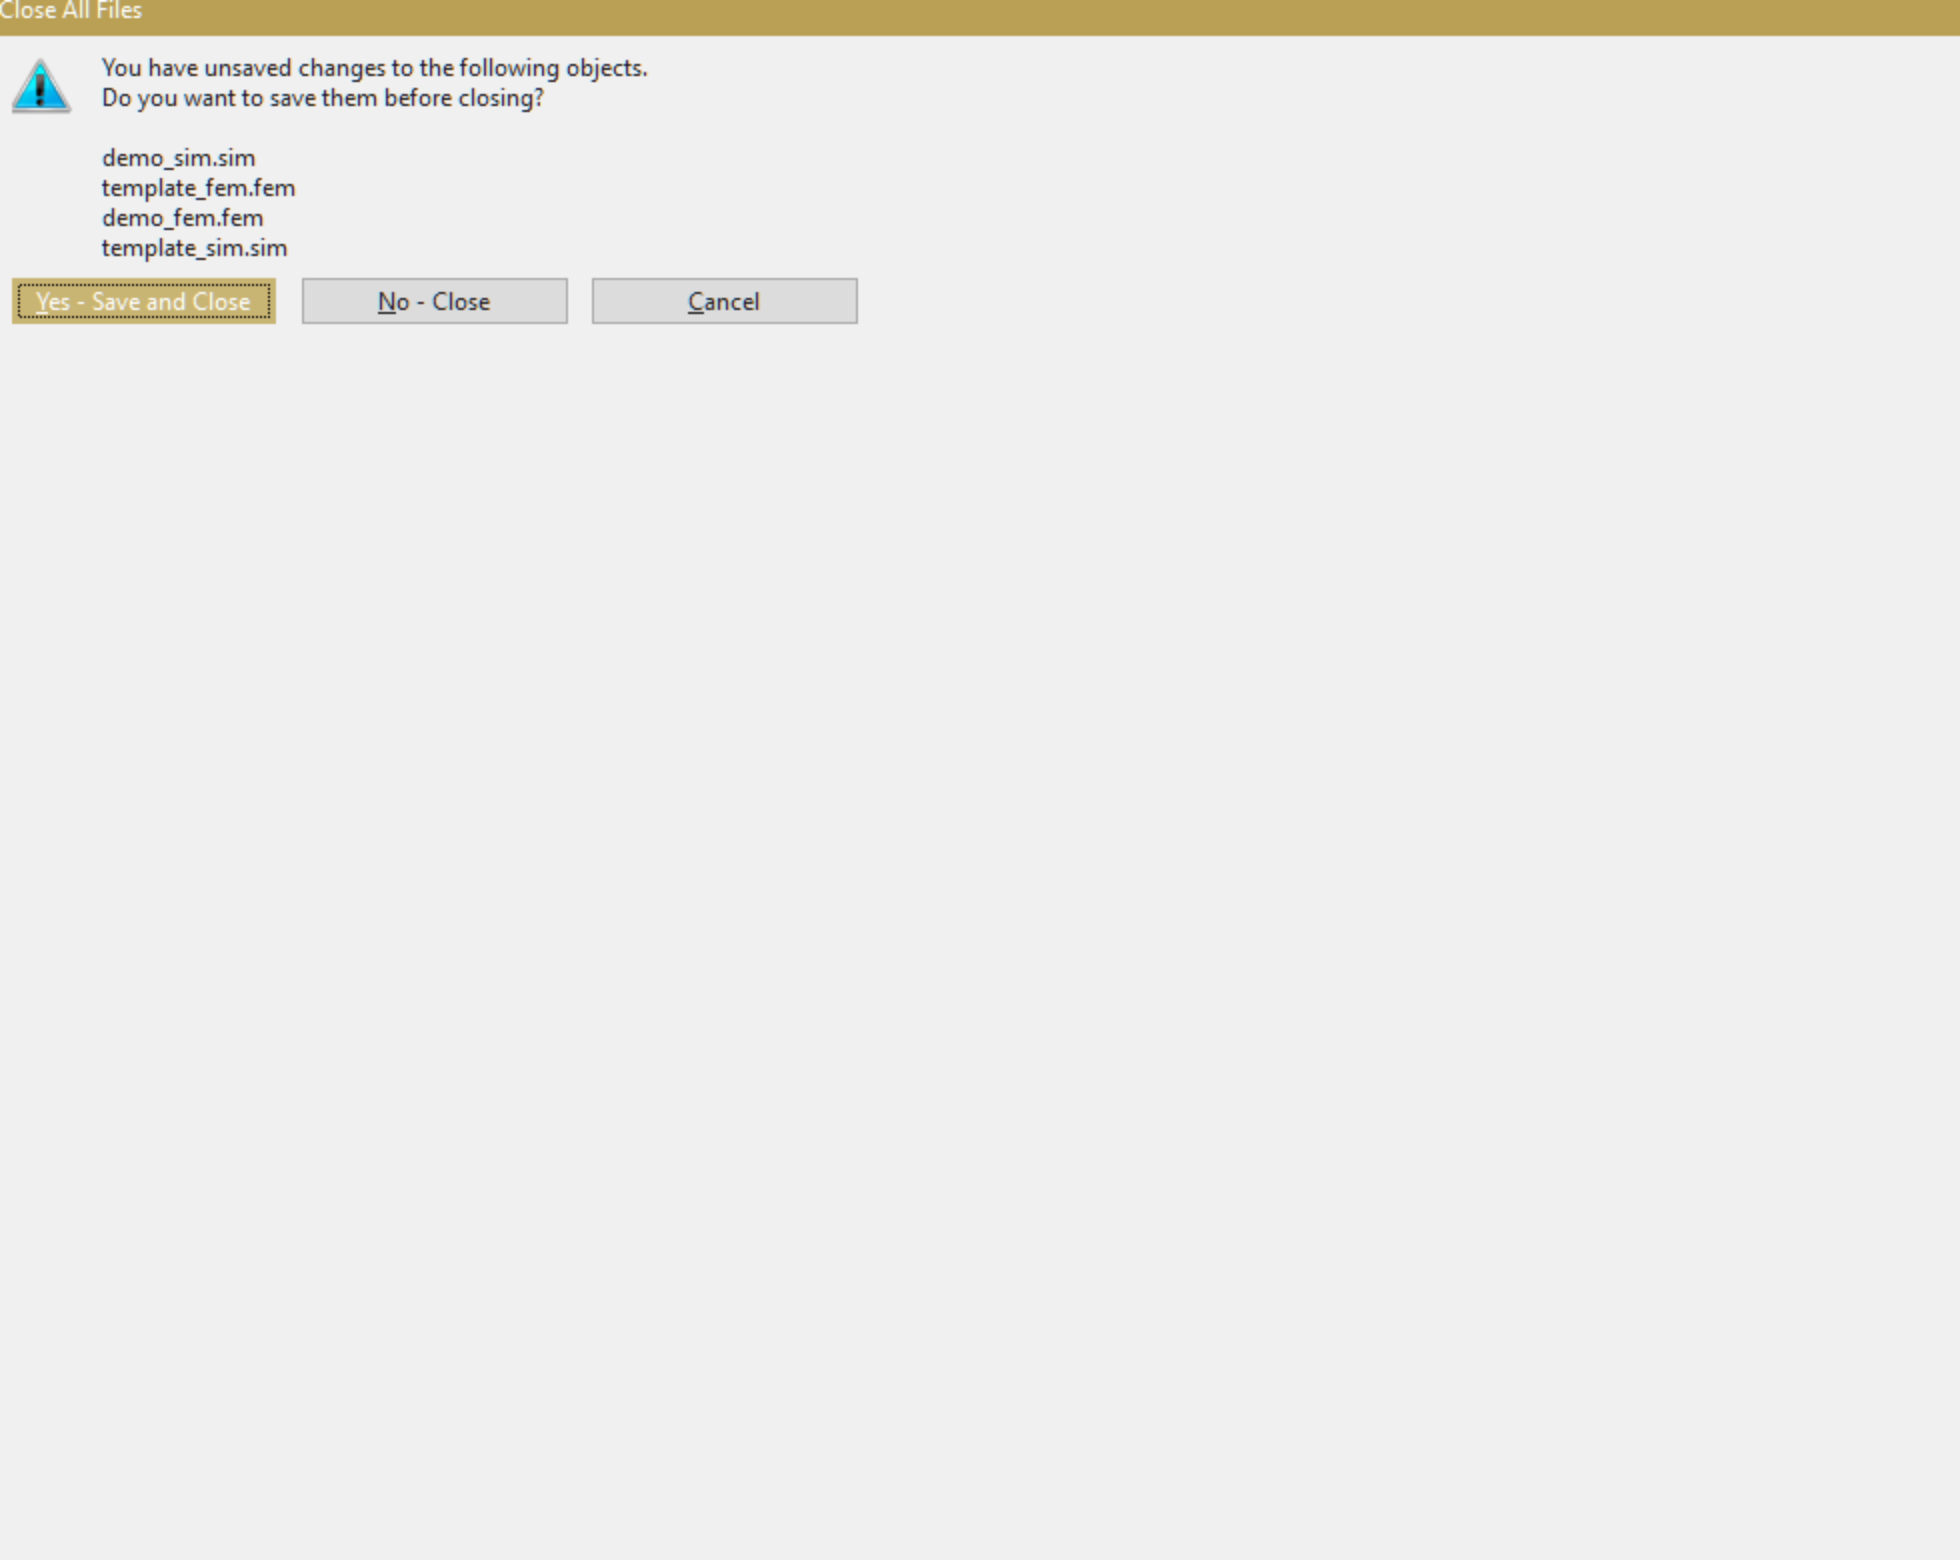 Close All Files
You have unsaved changes to the following objects.
Do you want to save them before closing?
demo_sim.sim
template_fem.fem
demo_fem.fem
template_sim.sim
Yes - Save and Close
No - Close
Cancel